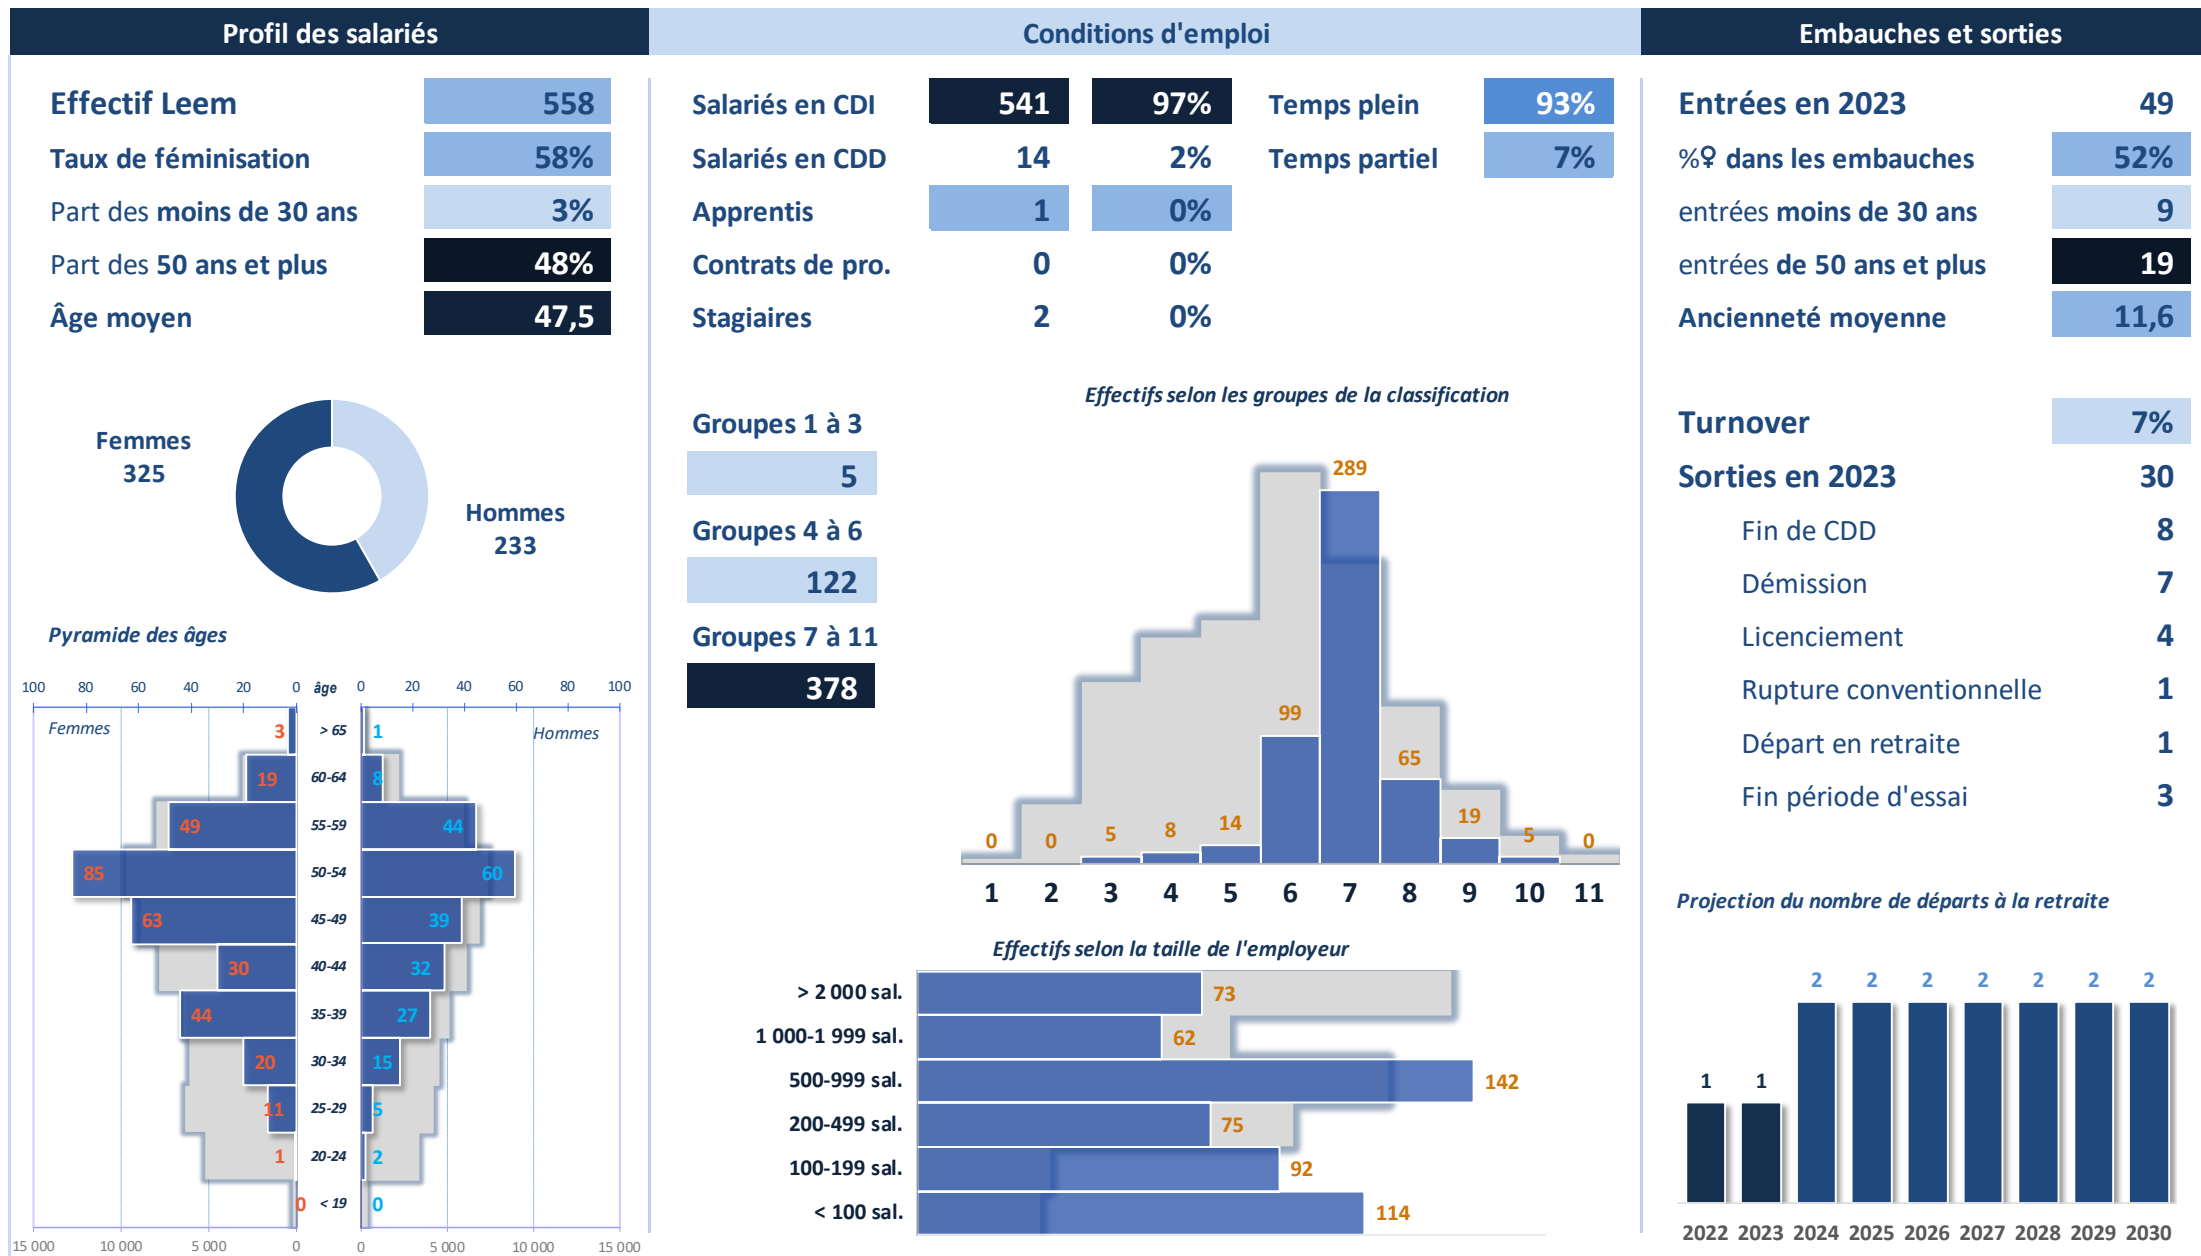 Profil des salariés
Effectif Leem 558
Taux de féminisation 58%
Part des moins de 30 ans 3%
Part des 50 ans et plus 48%
Âge moyen 47,5
Femmes
325
Hommes
233
Pyramide des âges
100 80 60 40 20 0 âge 0 20 40 60 80 100
Femmes Hommes
3 > 65 1
19 60-64 8
49 55-59 44
85 50-54 60
63 45-49 39
30 40-44 32
44 35-39 27
20 30-34 15
11 25-29 5
1 20-24 2
0 < 19 0
15 000 10 000 5 000 0 0 5 000 10 000 15 000
Conditions d'emploi
Salariés en CDI 541 97% Temps plein 93%
Salariés en CDD 14 2% Temps partiel 7%
Apprentis 1 0%
Contrats de pro. 0 0%
Stagiaires 2 0%
Groupes 1 à 3
5
Groupes 4 à 6
122
Groupes 7 à 11
378
Effectifs selon les groupes de la classification
0 0 5 8 14 99 289 65 19 5 0
1 2 3 4 5 6 7 8 9 10 11
Effectifs selon la taille de l'employeur
> 2 000 sal. 73
1 000-1 999 sal. 62
500-999 sal. 142
200-499 sal. 75
100-199 sal. 92
< 100 sal. 114
Embauches et sorties
Entrées en 2023 49
%♀ dans les embauches 52%
entrées moins de 30 ans 9
entrées de 50 ans et plus 19
Ancienneté moyenne 11,6
Turnover 7%
Sorties en 2023 30
Fin de CDD 8
Démission 7
Licenciement 4
Rupture conventionnelle 1
Départ en retraite 1
Fin période d'essai 3
Projection du nombre de départs à la retraite
1 1 2 2 2 2 2 2 2
2022 2023 2024 2025 2026 2027 2028 2029 2030